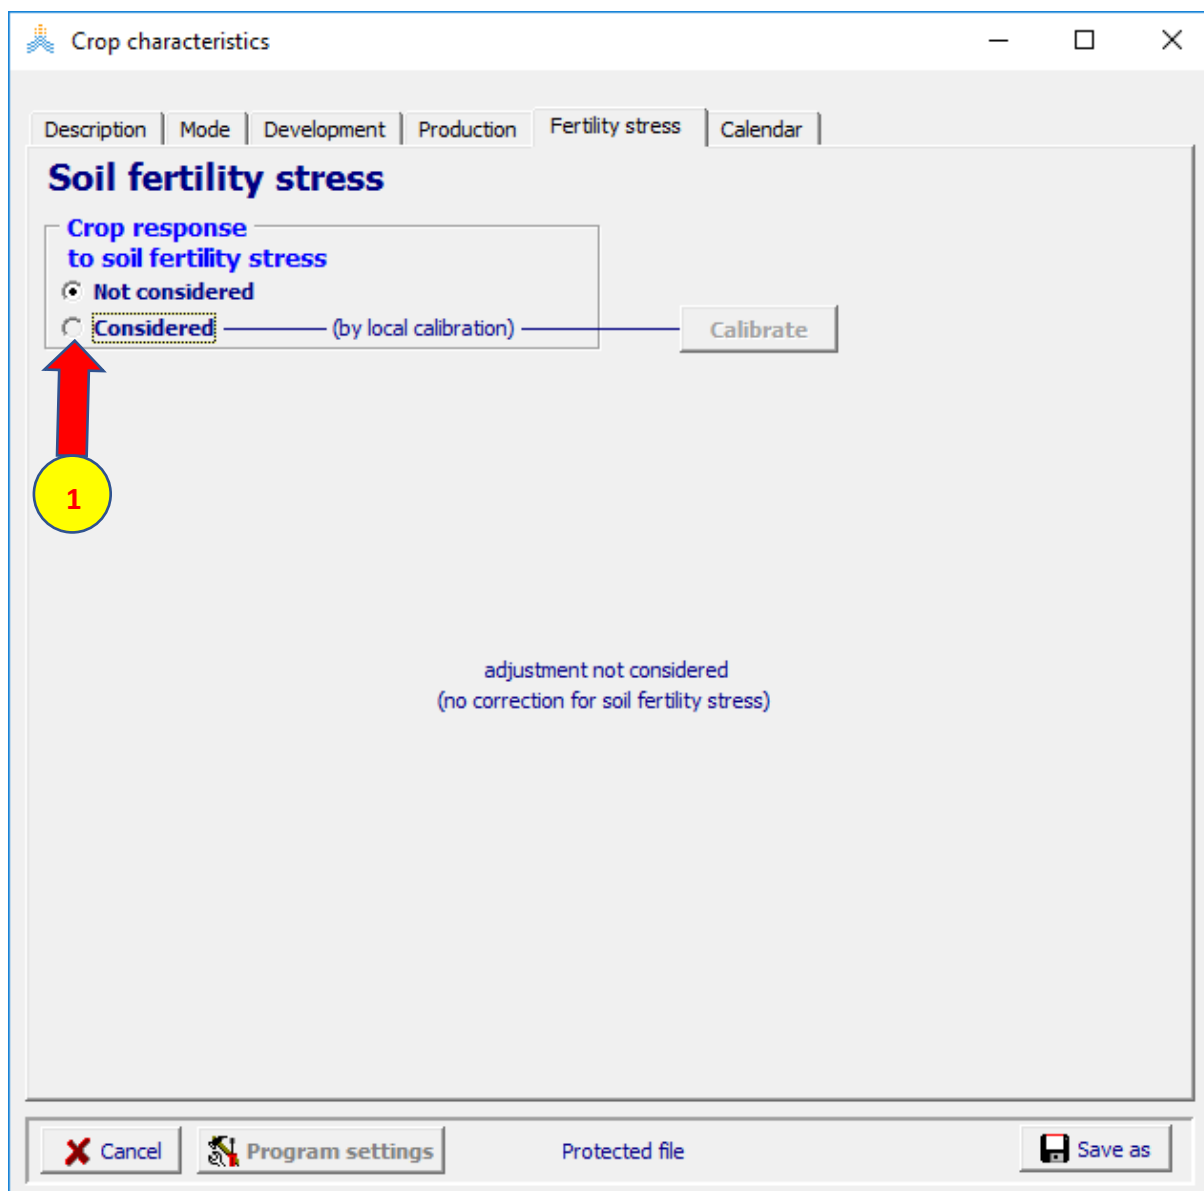 Crop characteristics
Description Mode Development Production Fertility stress Calendar
Soil fertility stress
Crop response
to soil fertility stress
Not considered
Considered (by local calibration) Calibrate
1
adjustment not considered
(no correction for soil fertility stress)
Cancel Program settings Protected file Save as